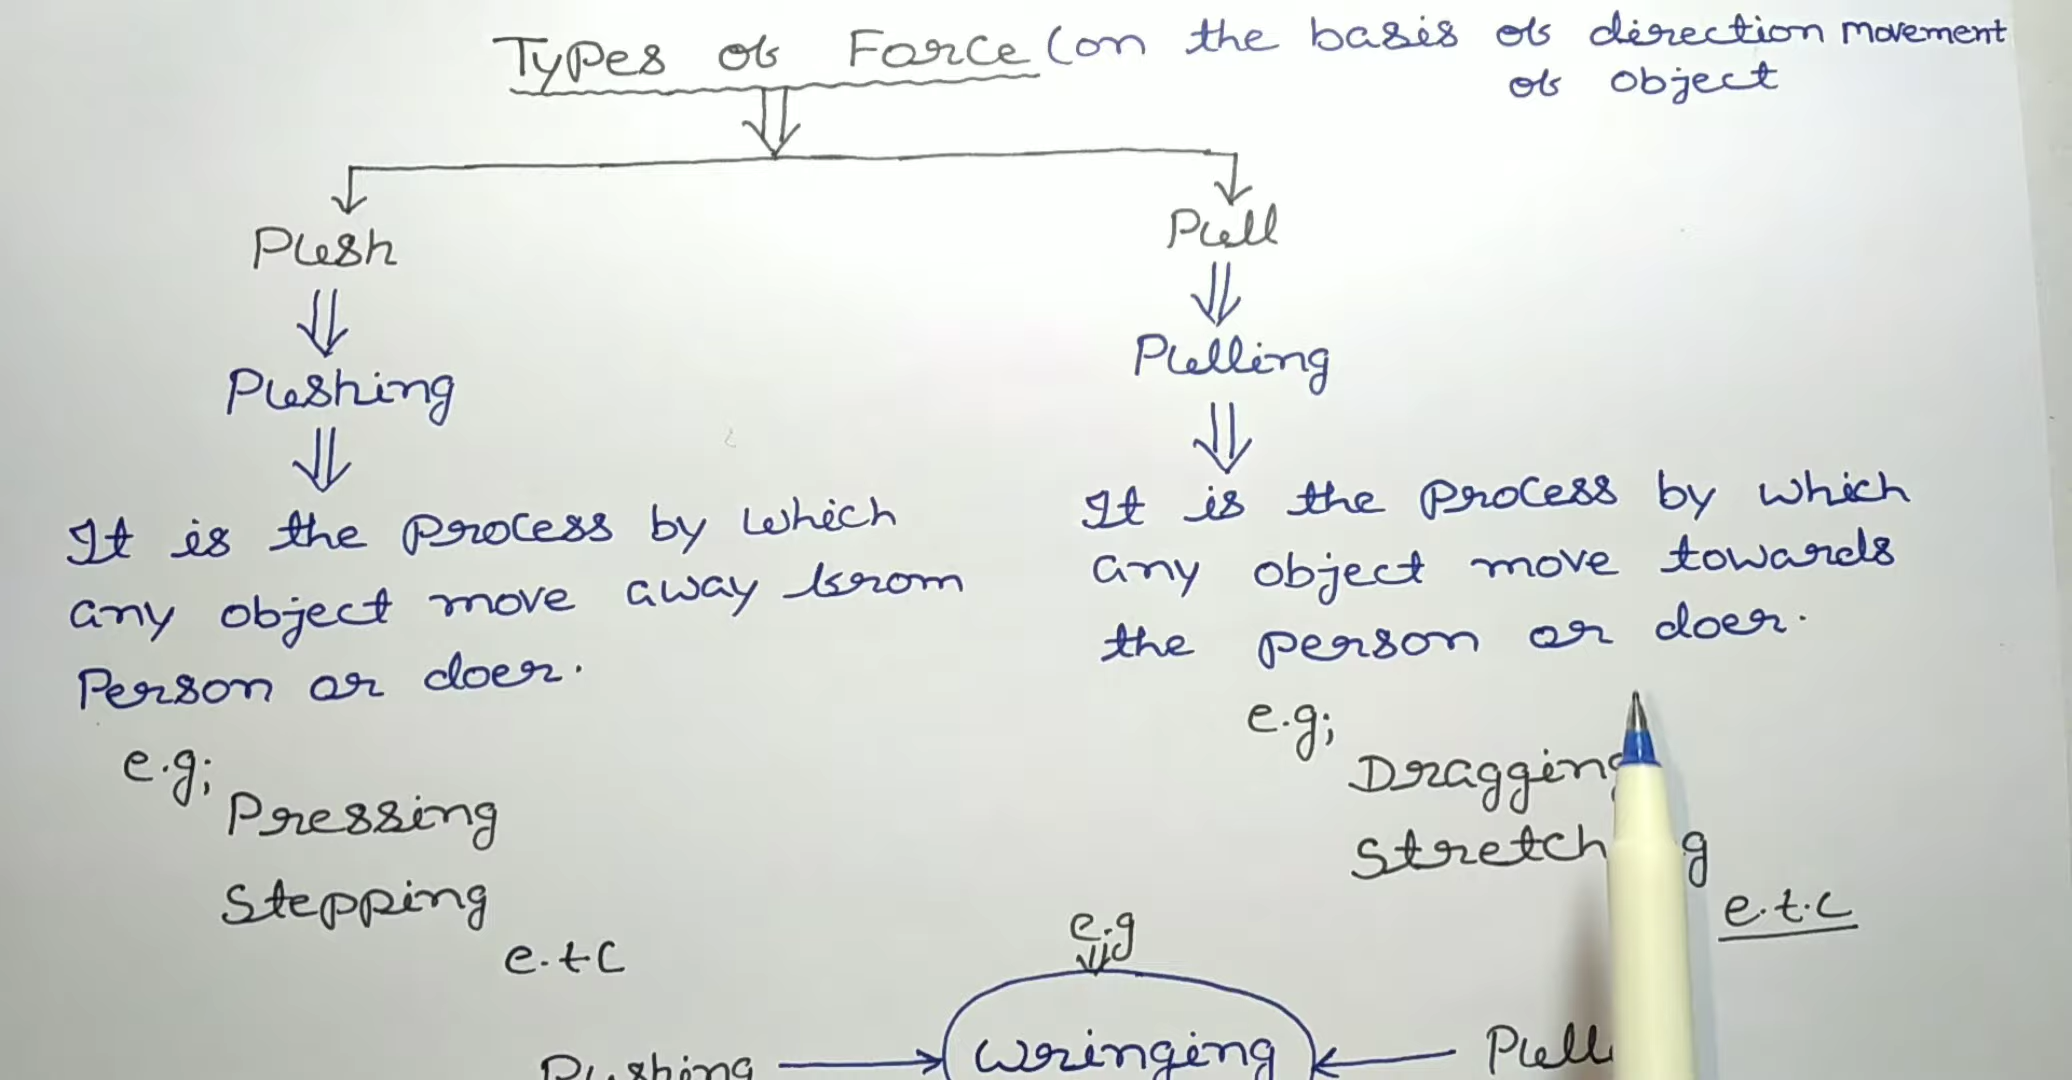 Types of Force (on the basis of direction movement
of object
Push
Pull
Pushing
Pulling
It is the process by which
any object move away from
Person or doer.
It is the process by which
any object move towards
the person or doer.
e.g;
Pressing
Stepping
e.t.c
e.g;
Dragging
e.t.c
e.g
Pushing
wringing